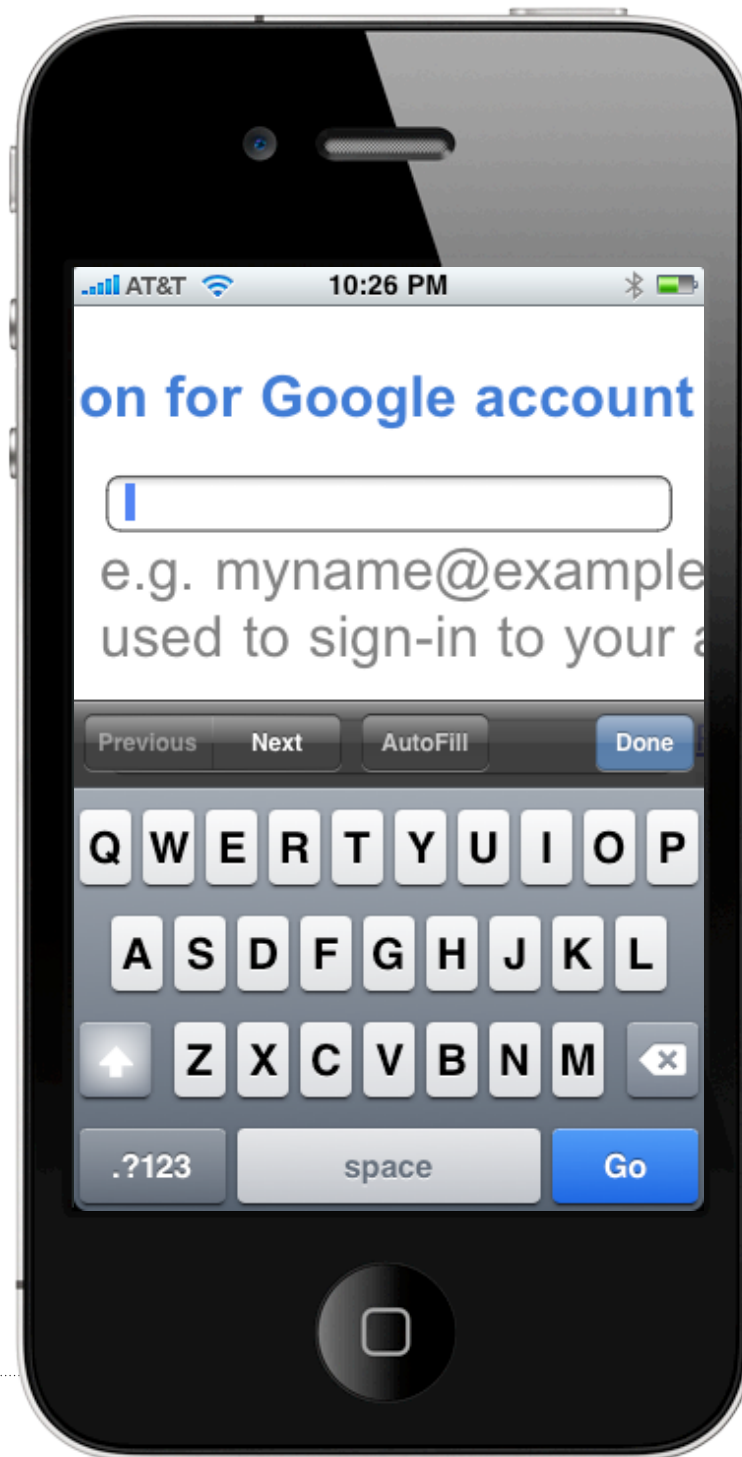 AT&T 10:26 PM
on for Google account
e.g. myname@example
used to sign-in to your a
Previous Next AutoFill Done
Q W E R T Y U I O P
A S D F G H J K L
Z X C V B N M
.?123 space Go